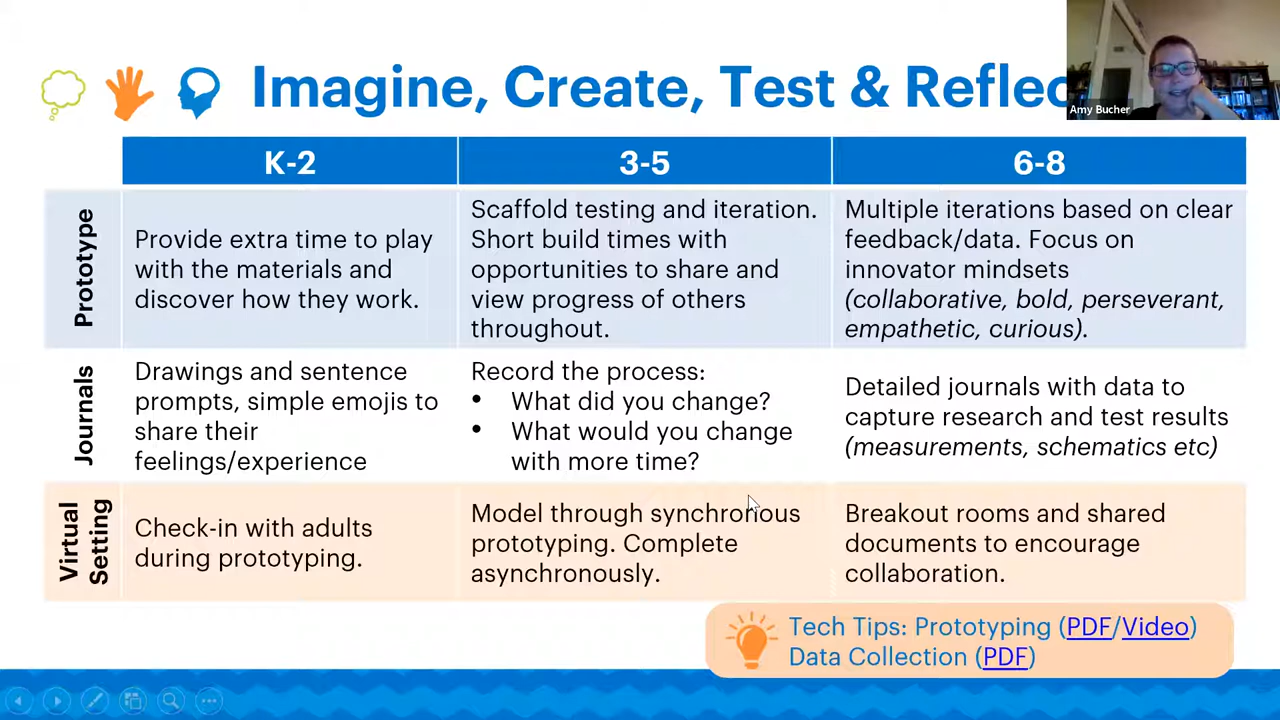 Imagine, Create, Test & Reflec
Amy Bucher
K-2
3-5
6-8
Prototype
Provide extra time to play
with the materials and
discover how they work.
Scaffold testing and iteration.
Short build times with
opportunities to share and
view progress of others
throughout.
Multiple iterations based on clear
feedback/data. Focus on
innovator mindsets
(collaborative, bold, perseverant,
empathetic, curious).
Journals
Drawings and sentence
prompts, simple emojis to
share their
feelings/experience
Record the process:
• What did you change?
• What would you change
with more time?
Detailed journals with data to
capture research and test results
(measurements, schematics etc)
Virtual
Setting
Check-in with adults
during prototyping.
Model through synchronous
prototyping. Complete
asynchronously.
Breakout rooms and shared
documents to encourage
collaboration.
Tech Tips: Prototyping (PDF/Video)
Data Collection (PDF)